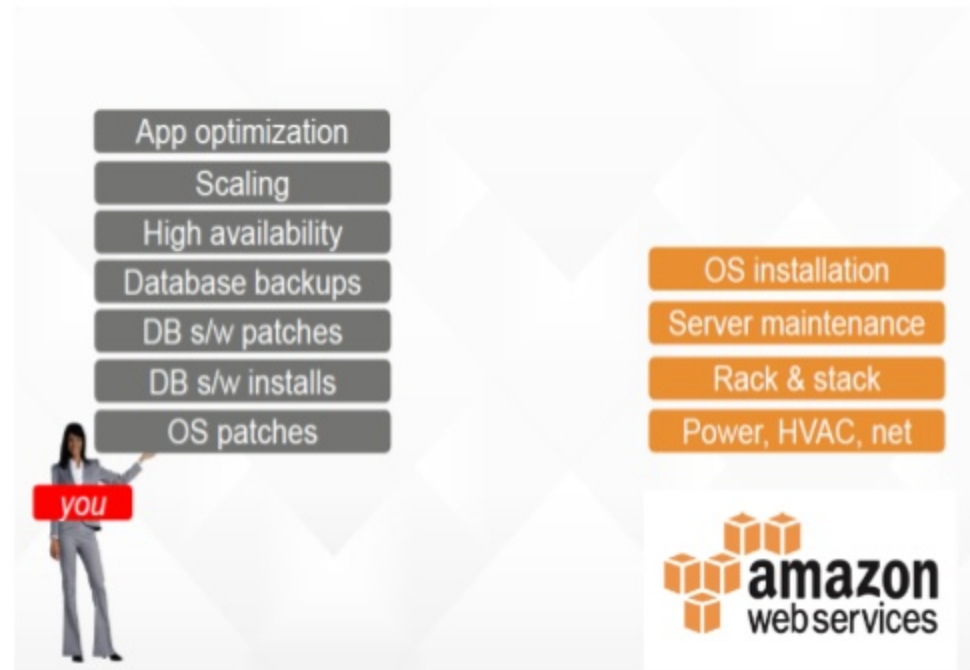 App optimization
Scaling
High availability
Database backups
DB s/w patches
DB s/w installs
OS patches
you
OS installation
Server maintenance
Rack & stack
Power, HVAC, net
amazon
webservices